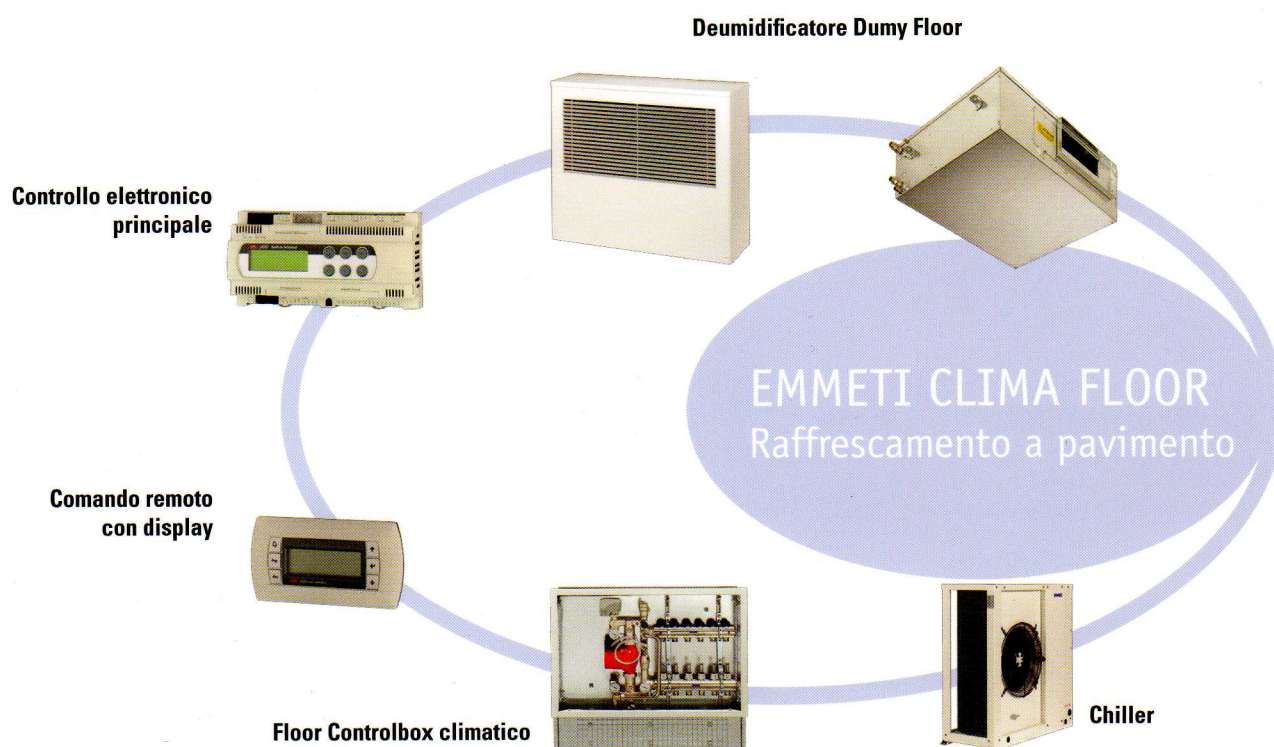 Deumidificatore Dumy Floor
Controllo elettronico
principale
EMMETI CLIMA FLOOR
Raffrescamento a pavimento
Comando remoto
con display
Floor Controlbox climatico
Chiller